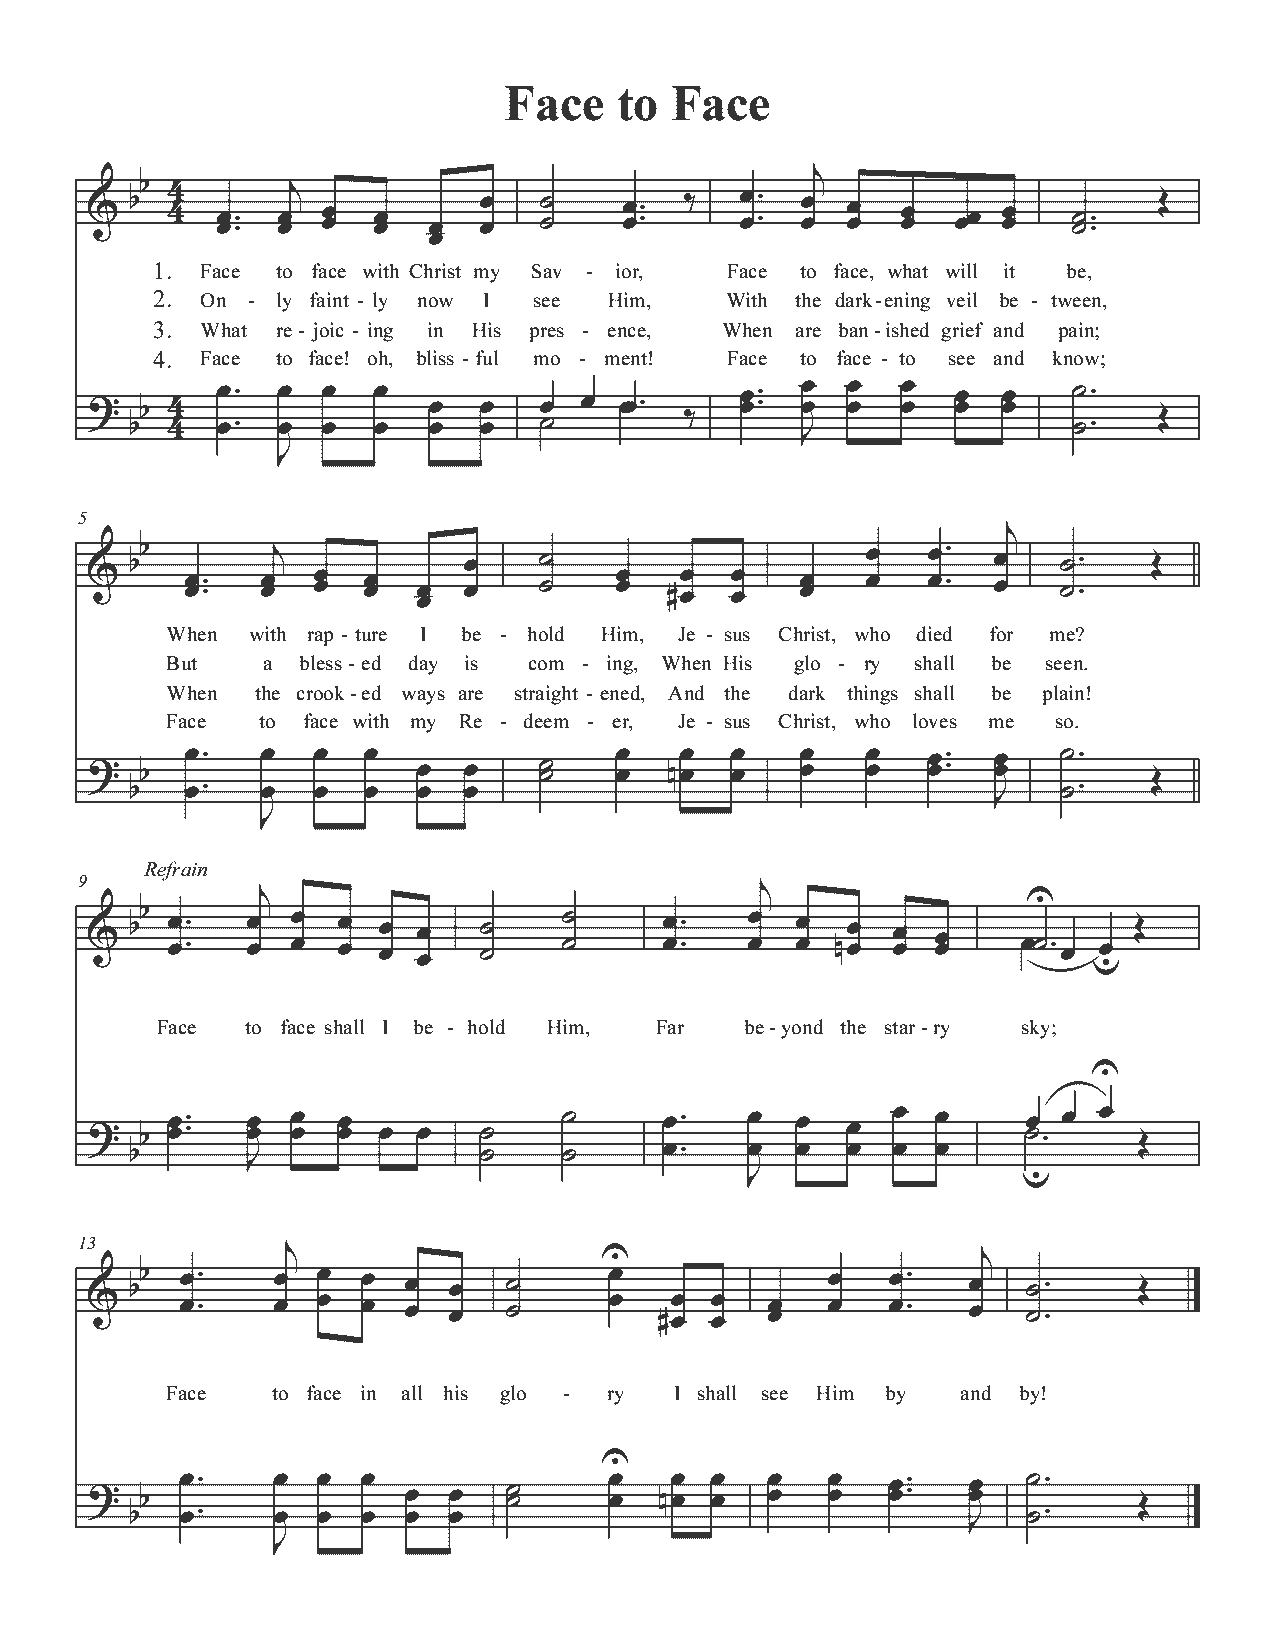 Face to Face
1. Face to face with Christ my Sav - ior, Face to face, what will it be,
2. On - ly faint - ly now I see Him, With the dark - ening veil be - tween,
3. What re - joic - ing in His pres - ence, When are ban - ished grief and pain;
4. Face to face! oh, bliss - ful mo - ment! Face to face - to see and know;
5
When with rap - ture I be - hold Him, Je - sus Christ, who died for me?
But a bless - ed day is com - ing, When His glo - ry shall be seen.
When the crook - ed ways are straight - ened, And the dark things shall be plain!
Face to face with my Re - deem - er, Je - sus Christ, who loves me so.
Refrain
9
Face to face shall I be - hold Him, Far be - yond the star - ry sky;
13
Face to face in all his glo - ry I shall see Him by and by!